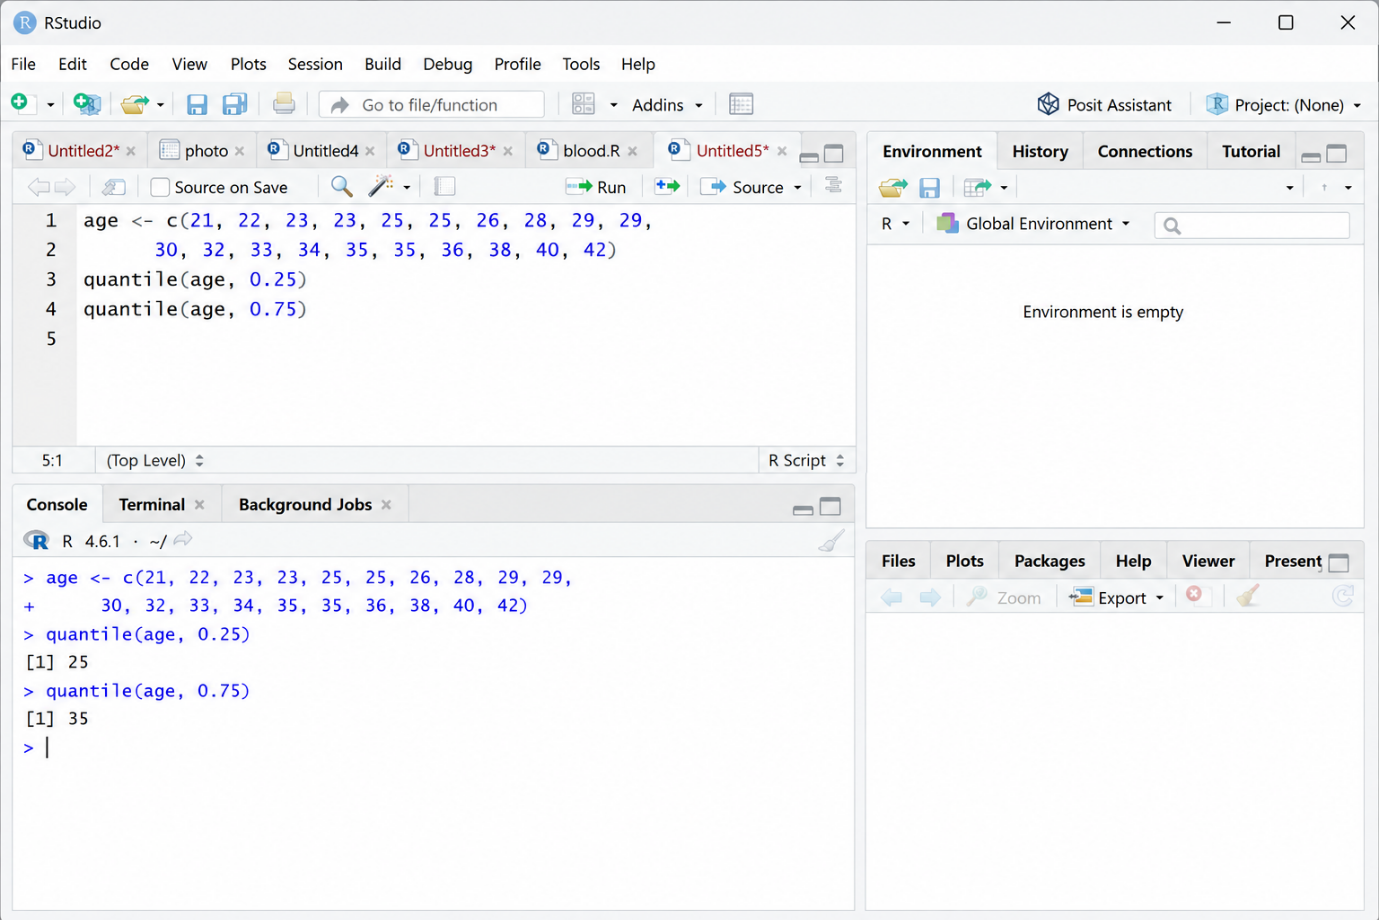 RStudio
File Edit Code View Plots Session Build Debug Profile Tools Help
Go to file/function Addins Posit Assistant Project: (None)
Untitled2* photo Untitled4 Untitled3* blood.R Untitled5*
Source on Save Run Source
1 age <- c(21, 22, 23, 23, 25, 25, 26, 28, 29, 29,
2 30, 32, 33, 34, 35, 35, 36, 38, 40, 42)
3 quantile(age, 0.25)
4 quantile(age, 0.75)
5
5:1 (Top Level) R Script
Console Terminal Background Jobs
R 4.6.1 · ~/
> age <- c(21, 22, 23, 23, 25, 25, 26, 28, 29, 29,
+ 30, 32, 33, 34, 35, 35, 36, 38, 40, 42)
> quantile(age, 0.25)
[1] 25
> quantile(age, 0.75)
[1] 35
>
Environment History Connections Tutorial
R Global Environment
Environment is empty
Files Plots Packages Help Viewer Present
Zoom Export